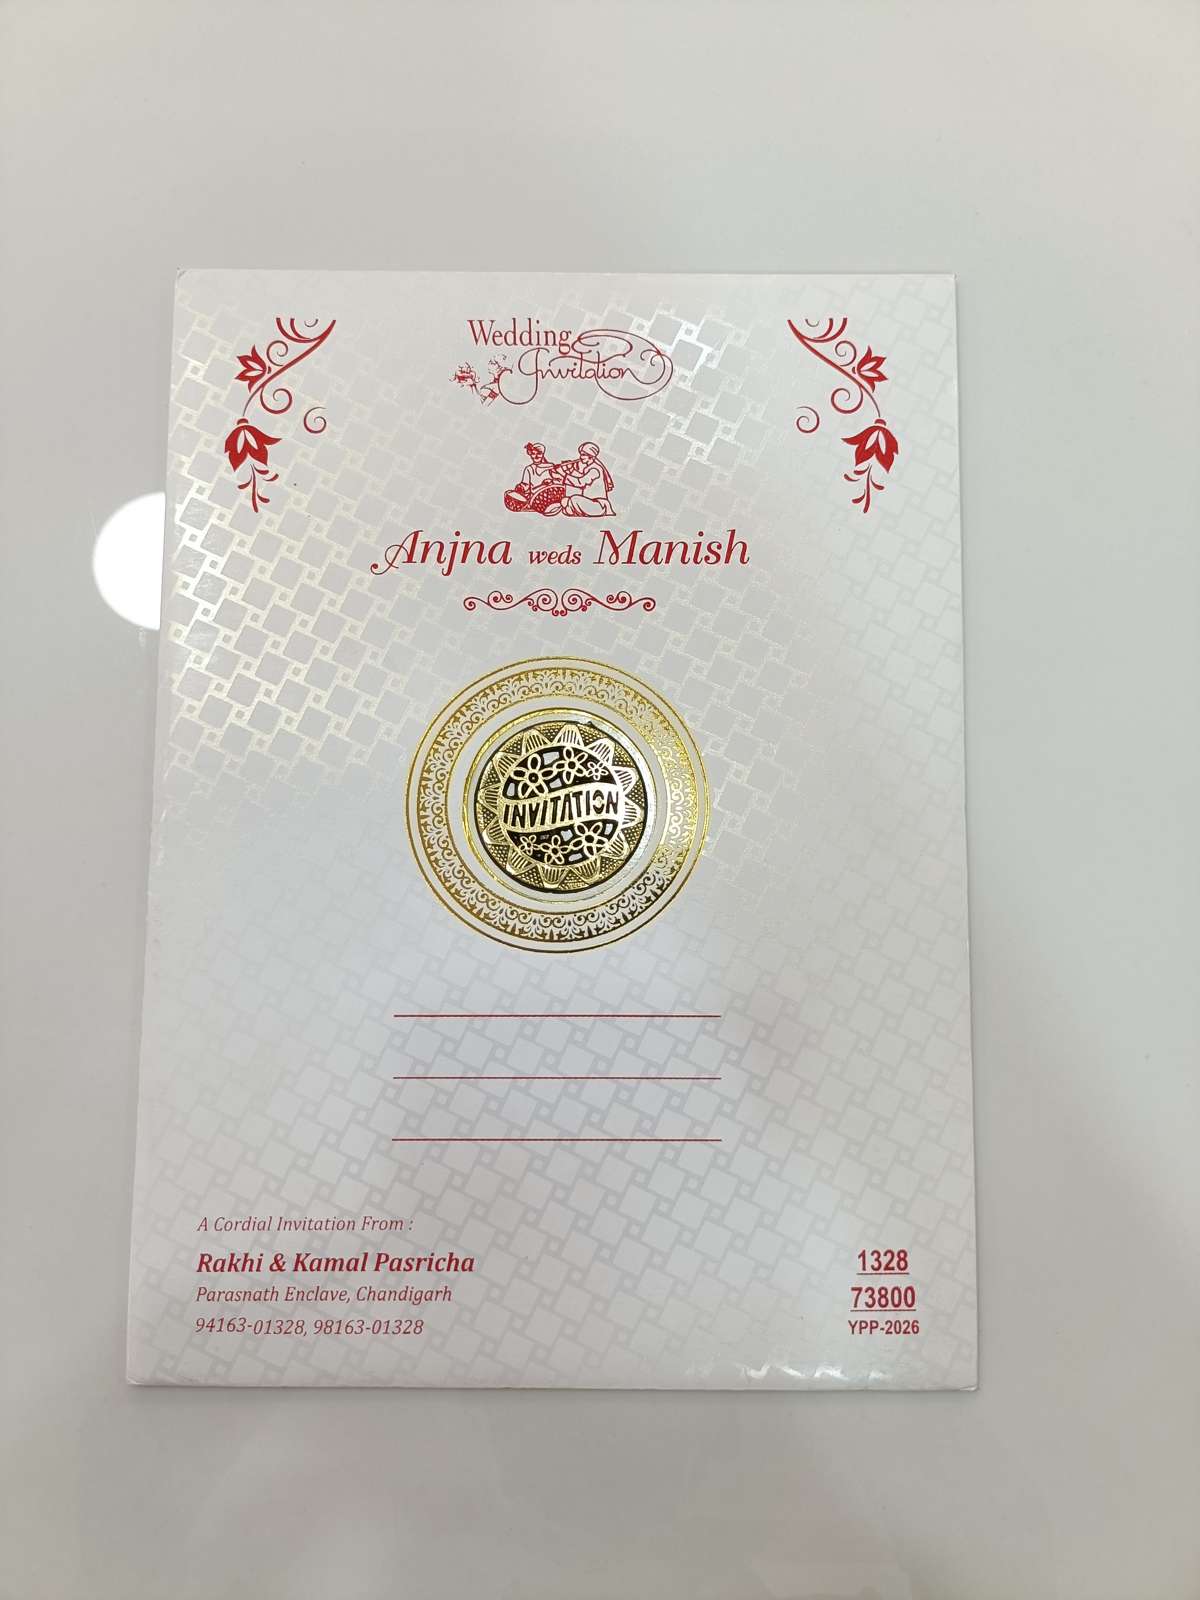 Wedding
Invitation
Anjna weds Manish
INVITATION
A Cordial Invitation From :
Rakhi & Kamal Pasricha
Parasnath Enclave, Chandigarh
94163-01328, 98163-01328
1328
73800
YPP-2026